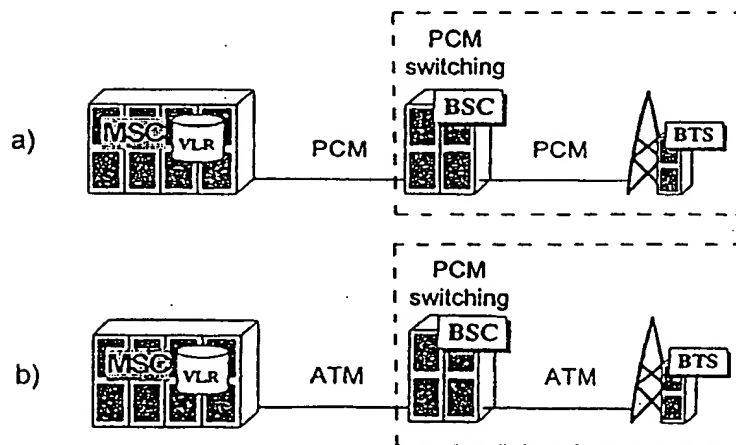 PCM
switching
a) MSC VLR PCM BSC PCM BTS
PCM
switching
b) MSC VLR ATM BSC ATM BTS